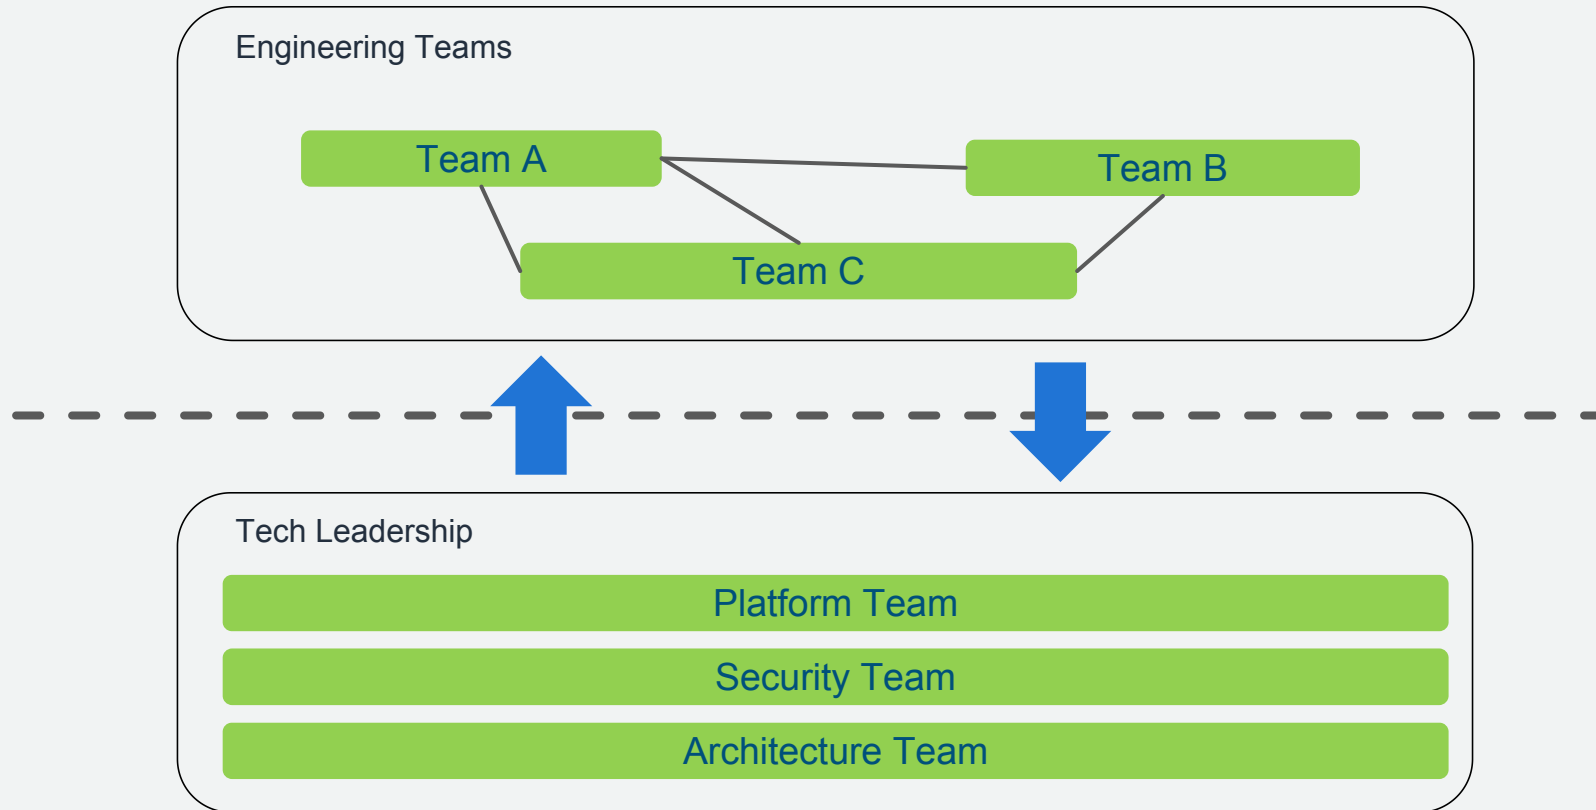 Engineering Teams
Team A
Team B
Team C
Tech Leadership
Platform Team
Security Team
Architecture Team